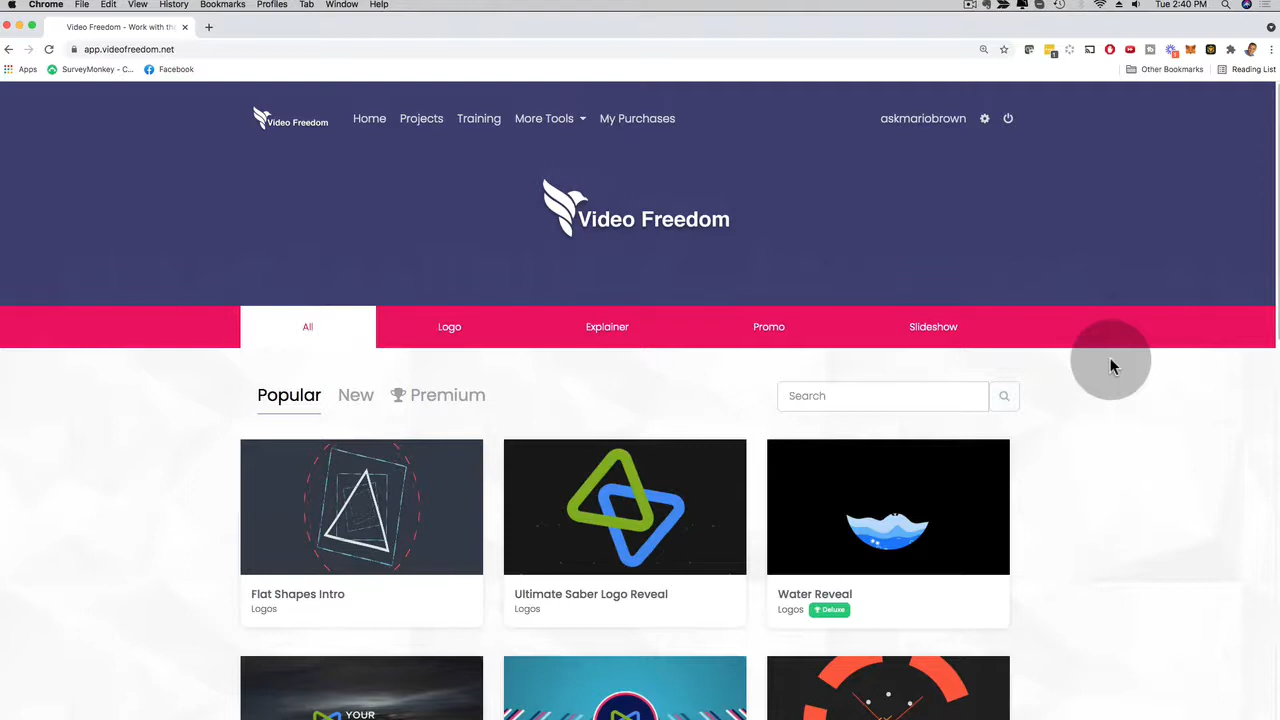 Chrome File Edit View History Bookmarks Profiles Tab Window Help Tue 2:40 PM
Video Freedom - Work with the
app.videofreedom.net
Apps SurveyMonkey - C... Facebook Other Bookmarks Reading List
Video Freedom Home Projects Training More Tools My Purchases askmariobrown
Video Freedom
All Logo Explainer Promo Slideshow
Popular New Premium Search
Flat Shapes Intro Ultimate Saber Logo Reveal Water Reveal
Logos Logos Logos Deluxe
YOUR